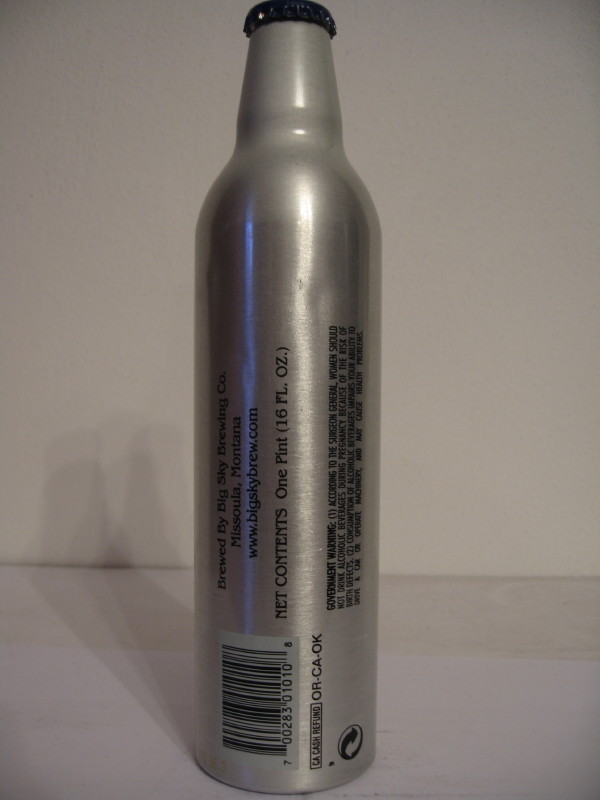 Brewed By Big Sky Brewing Co.
Missoula, Montana
www.bigskybrew.com
NET CONTENTS One Pint (16 FL. OZ.)
GOVERNMENT WARNING: (1) ACCORDING TO THE SURGEON GENERAL, WOMEN SHOULD
NOT DRINK ALCOHOLIC BEVERAGES DURING PREGNANCY BECAUSE OF THE RISK OF
BIRTH DEFECTS. (2) CONSUMPTION OF ALCOHOLIC BEVERAGES IMPAIRS YOUR ABILITY TO
DRIVE A CAR OR OPERATE MACHINERY, AND MAY CAUSE HEALTH PROBLEMS.
7 00283 01010 8
CA CASH REFUND OR-CA-OK